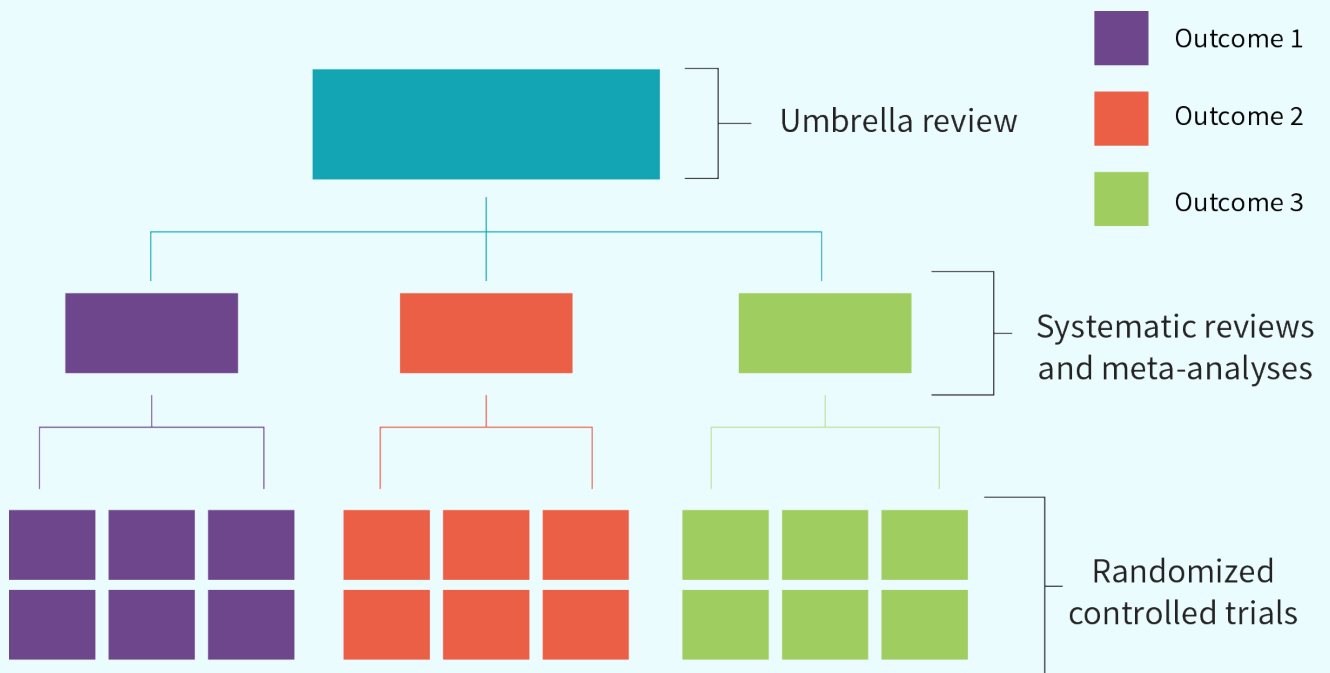 Outcome 1
Umbrella review
Outcome 2
Outcome 3
Systematic reviews
and meta-analyses
Randomized
controlled trials